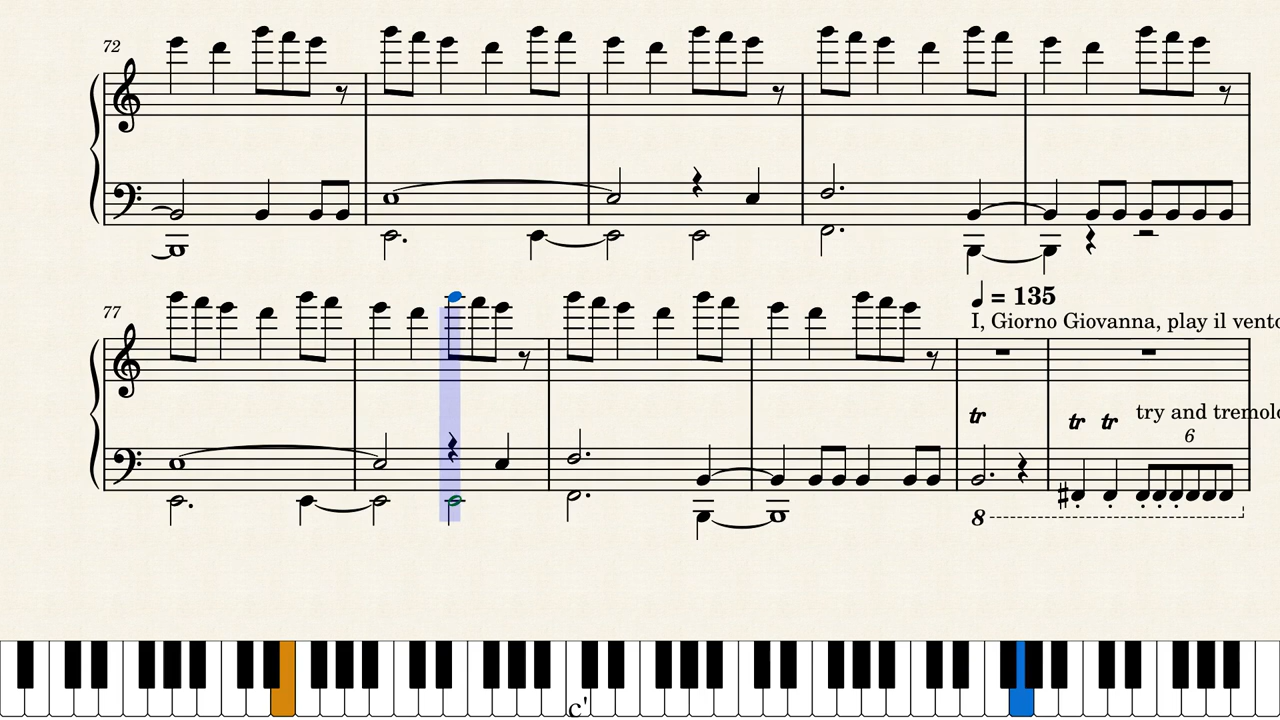 72
77
= 135
I, Giorno Giovanna, play il vento
tr
tr tr try and tremolo
6
8
c'